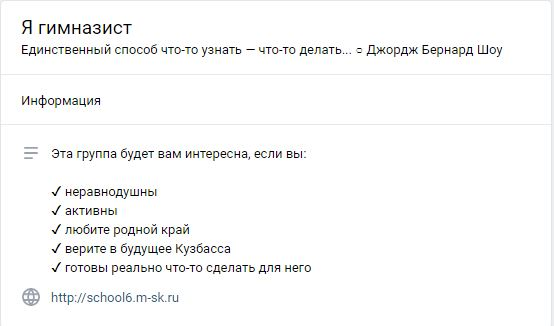 Я гимназист
Единственный способ что-то узнать — что-то делать... ○ Джордж Бернард Шоу
Информация
Эта группа будет вам интересна, если вы:
✓ неравнодушны
✓ активны
✓ любите родной край
✓ верите в будущее Кузбасса
✓ готовы реально что-то сделать для него
http://school6.m-sk.ru